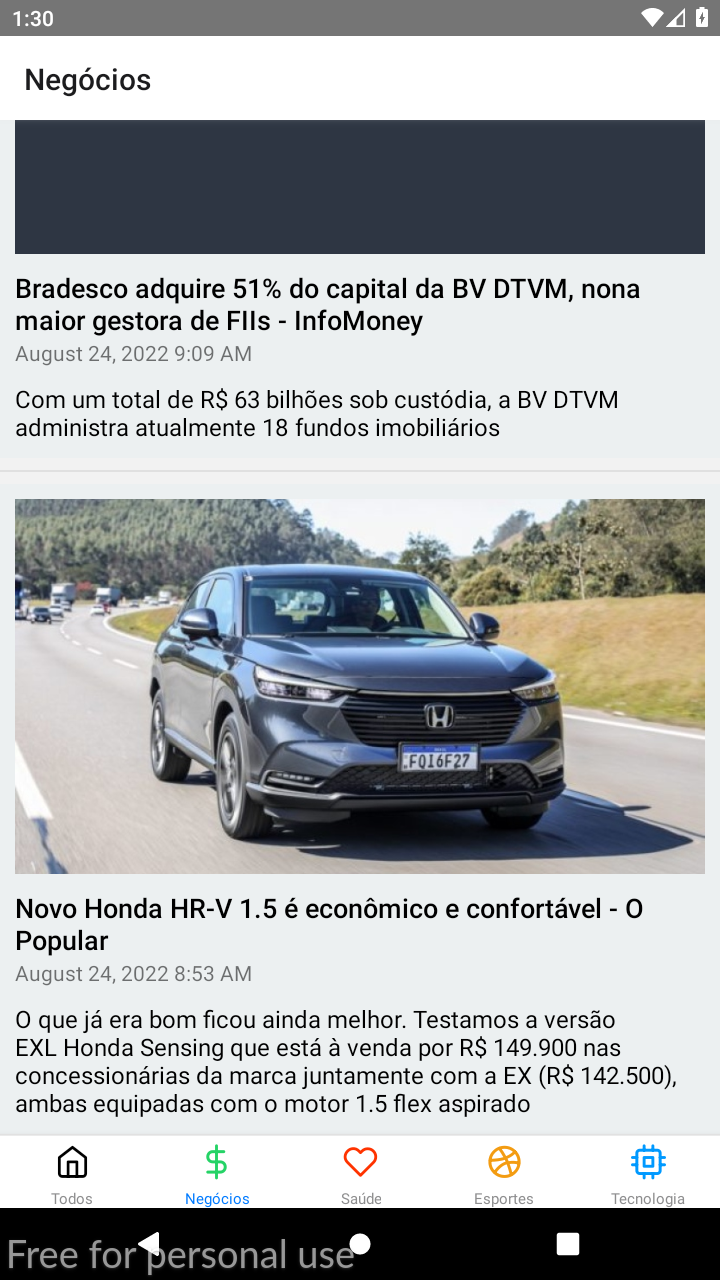 1:30
Negócios
Bradesco adquire 51% do capital da BV DTVM, nona
maior gestora de FIIs - InfoMoney
August 24, 2022 9:09 AM
Com um total de R$ 63 bilhões sob custódia, a BV DTVM
administra atualmente 18 fundos imobiliários
FQI6F27
Novo Honda HR-V 1.5 é econômico e confortável - O
Popular
August 24, 2022 8:53 AM
O que já era bom ficou ainda melhor. Testamos a versão
EXL Honda Sensing que está à venda por R$ 149.900 nas
concessionárias da marca juntamente com a EX (R$ 142.500),
ambas equipadas com o motor 1.5 flex aspirado
Todos
Negócios
Saúde
Esportes
Tecnologia
Free for personal use